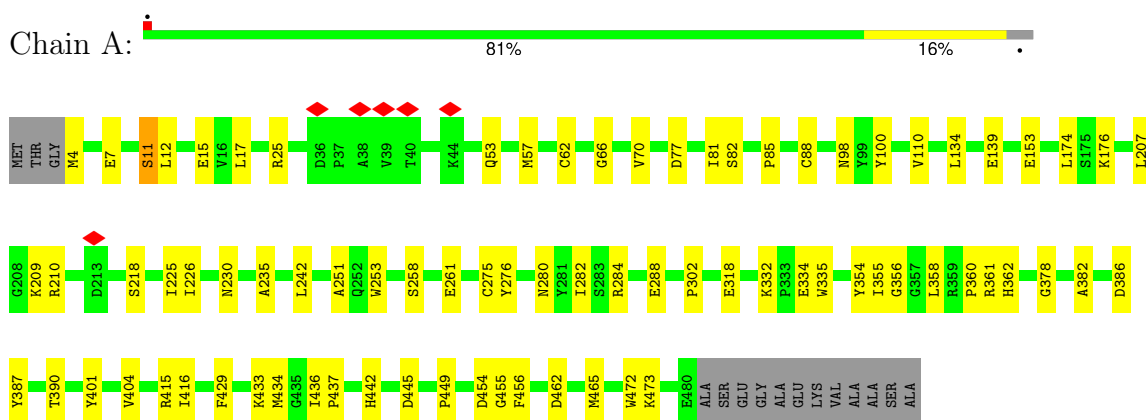 Chain A:
81% 16%
MET THR GLY M4 E7 S11 L12 E15 V16 L17 R25 D36 P37 A38 V39 T40 K44 Q53 M57 C62 G66 V70 D77 I81 S82 P85 C88 N98 Y99 Y100 V110 L134 E139 E153 L174 S175 K176 L207
G208 K209 R210 D213 S218 I225 I226 N230 A235 L242 A251 Q252 W253 S258 E261 C275 Y276 N280 Y281 I282 S283 R284 E288 P302 E318 K332 P333 E334 W335 Y354 I355 G356 G357 L358 R359 P360 R361 H362 G378 A382 D386
Y387 T390 Y401 V404 R415 I416 F429 K433 M434 G435 I436 P437 H442 D445 P449 D454 G455 F456 D462 M465 W472 K473 E480 ALA SER GLU GLY ALA GLU LYS VAL ALA ALA SER ALA